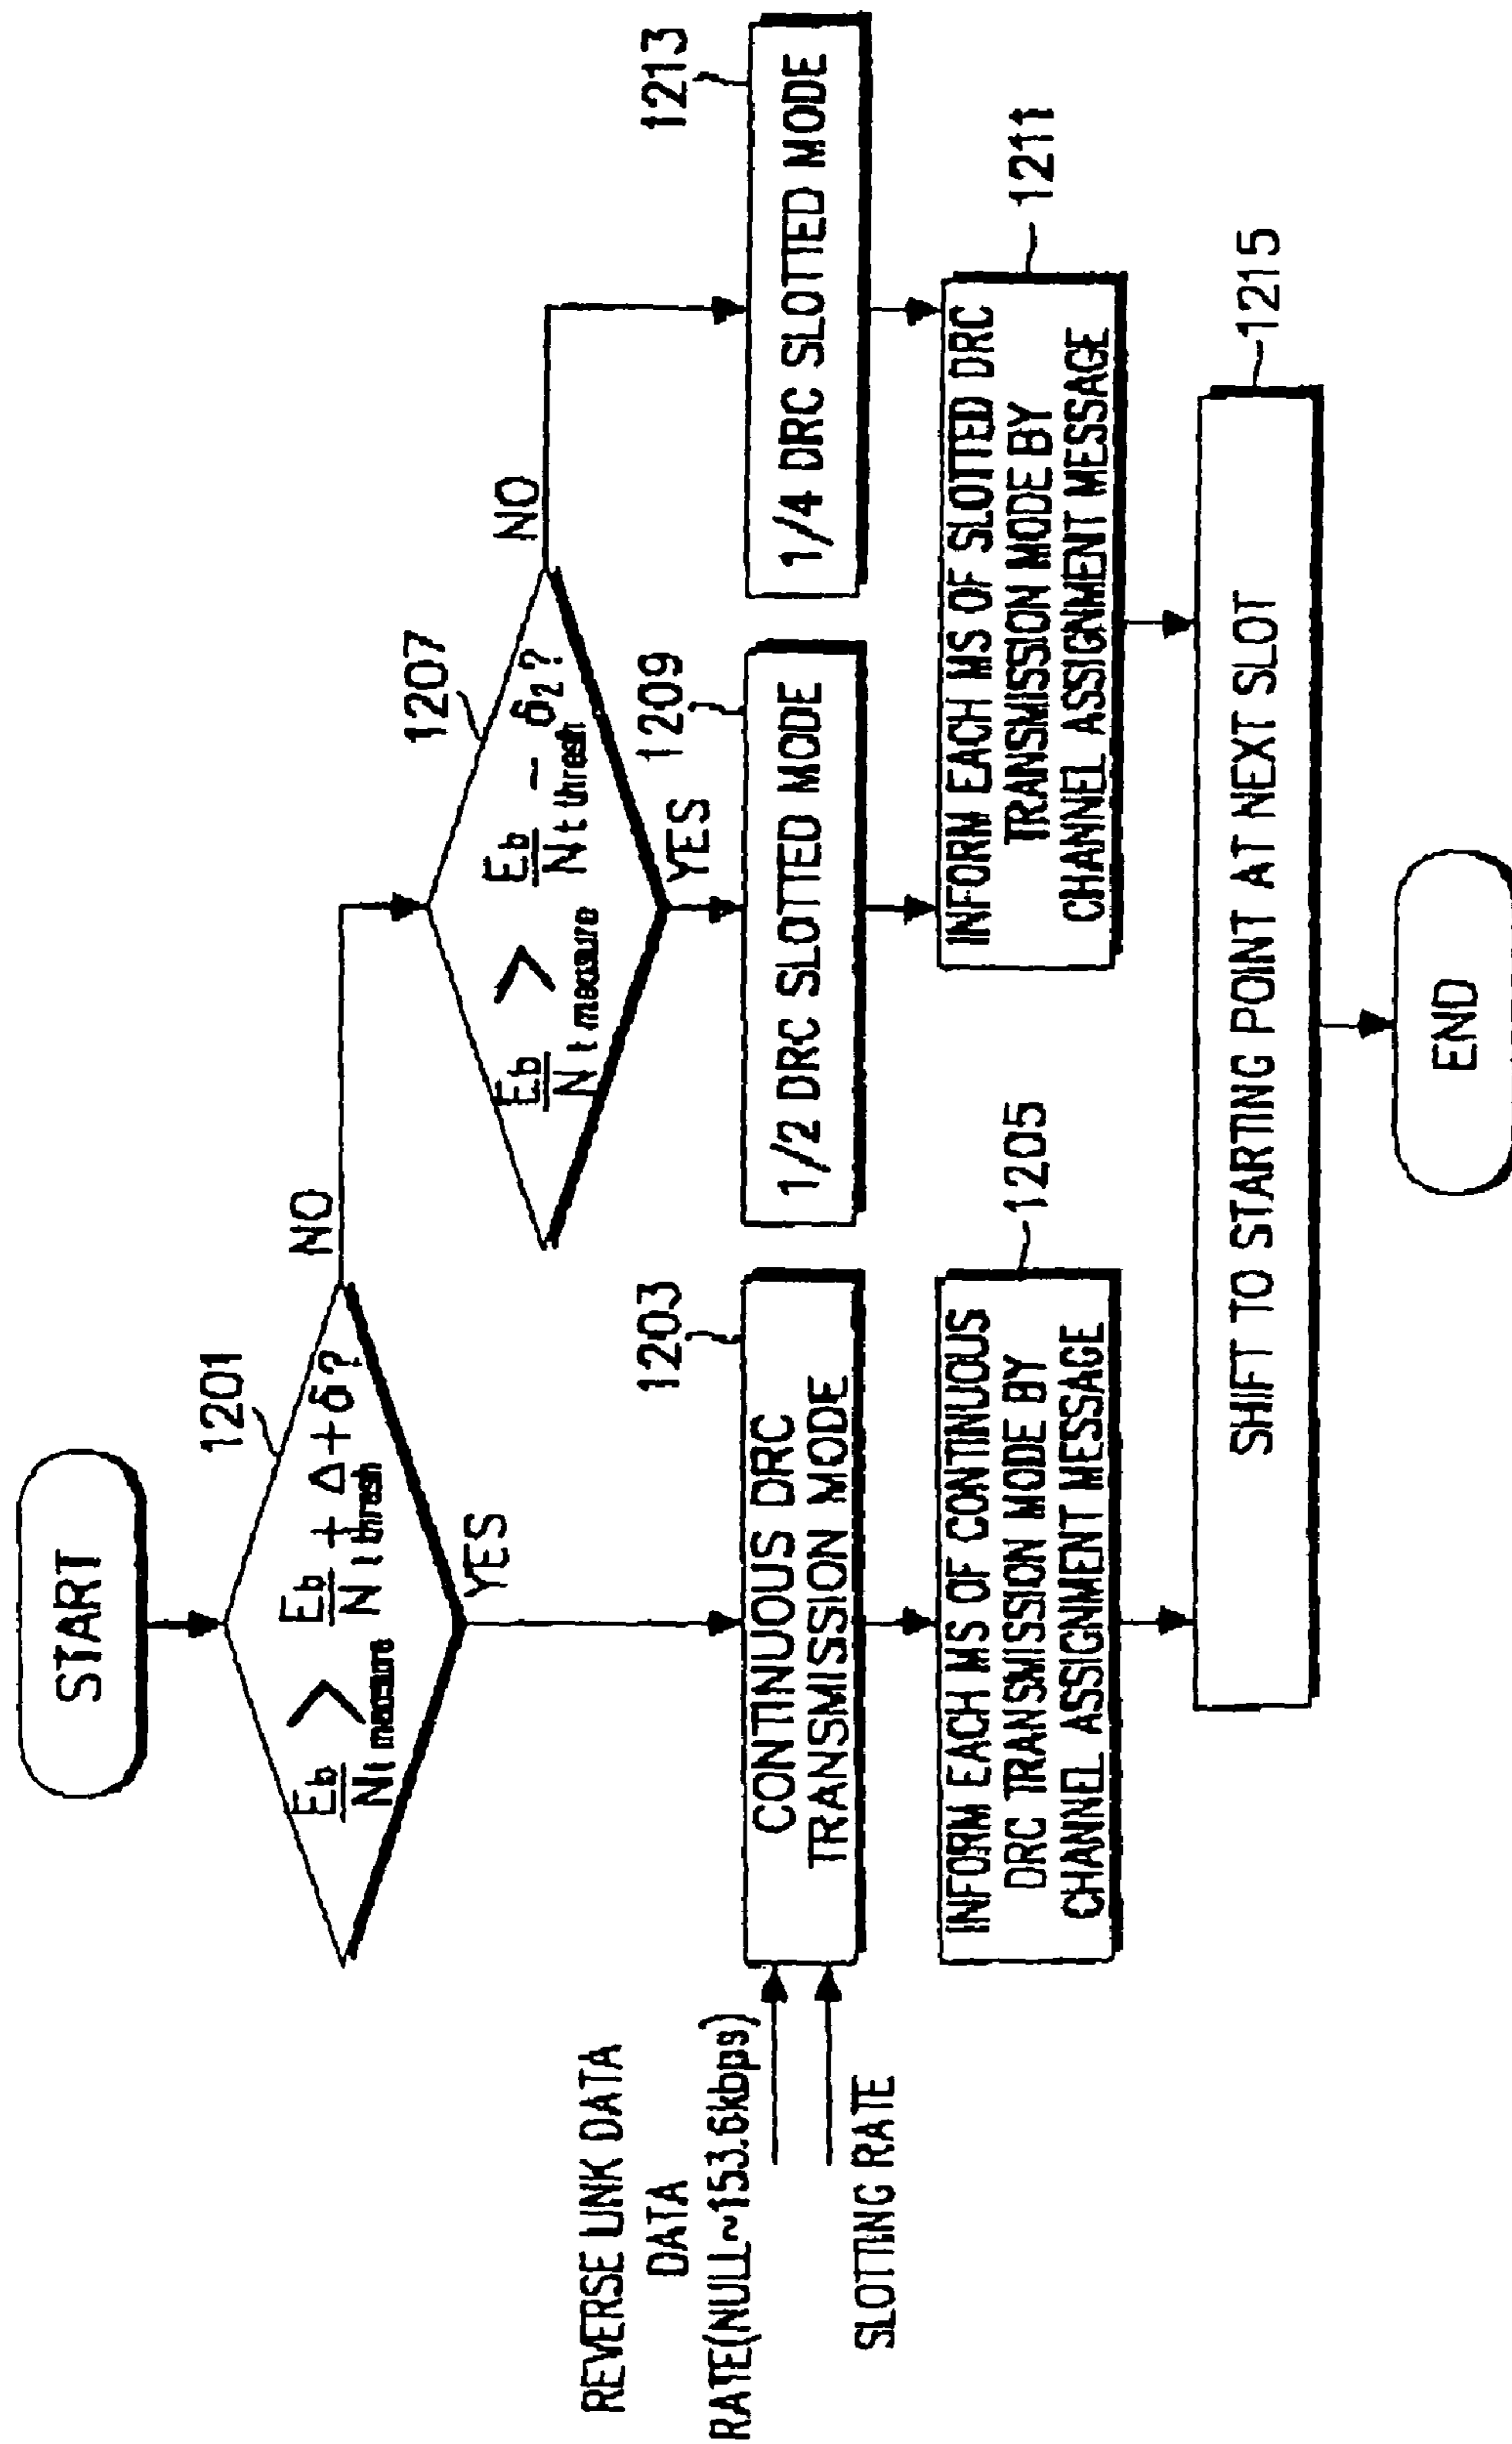 START
1201
Eb
Nt measure
>
Eb
Nt thresh
+ Δ + δ?
NO
YES
1207
Eb
Nt measure
>
Eb
Nt thresh
- δ2?
NO
YES
REVERSE LINK DATA
DATA
RATE(NULL~153.6kbps)
SLOTTING RATE
1203
CONTINUOUS DRC
TRANSMISSION MODE
1209
1/2 DRC SLOTTED MODE
1213
1/4 DRC SLOTTED MODE
1205
INFORM EACH MS OF CONTINUOUS
DRC TRANSMISSION MODE BY
CHANNEL ASSIGNMENT MESSAGE
1211
INFORM EACH MS OF SLOTTED DRC
TRANSMISSION MODE BY
CHANNEL ASSIGNMENT MESSAGE
1215
SHIFT TO STARTING POINT AT NEXT SLOT
END